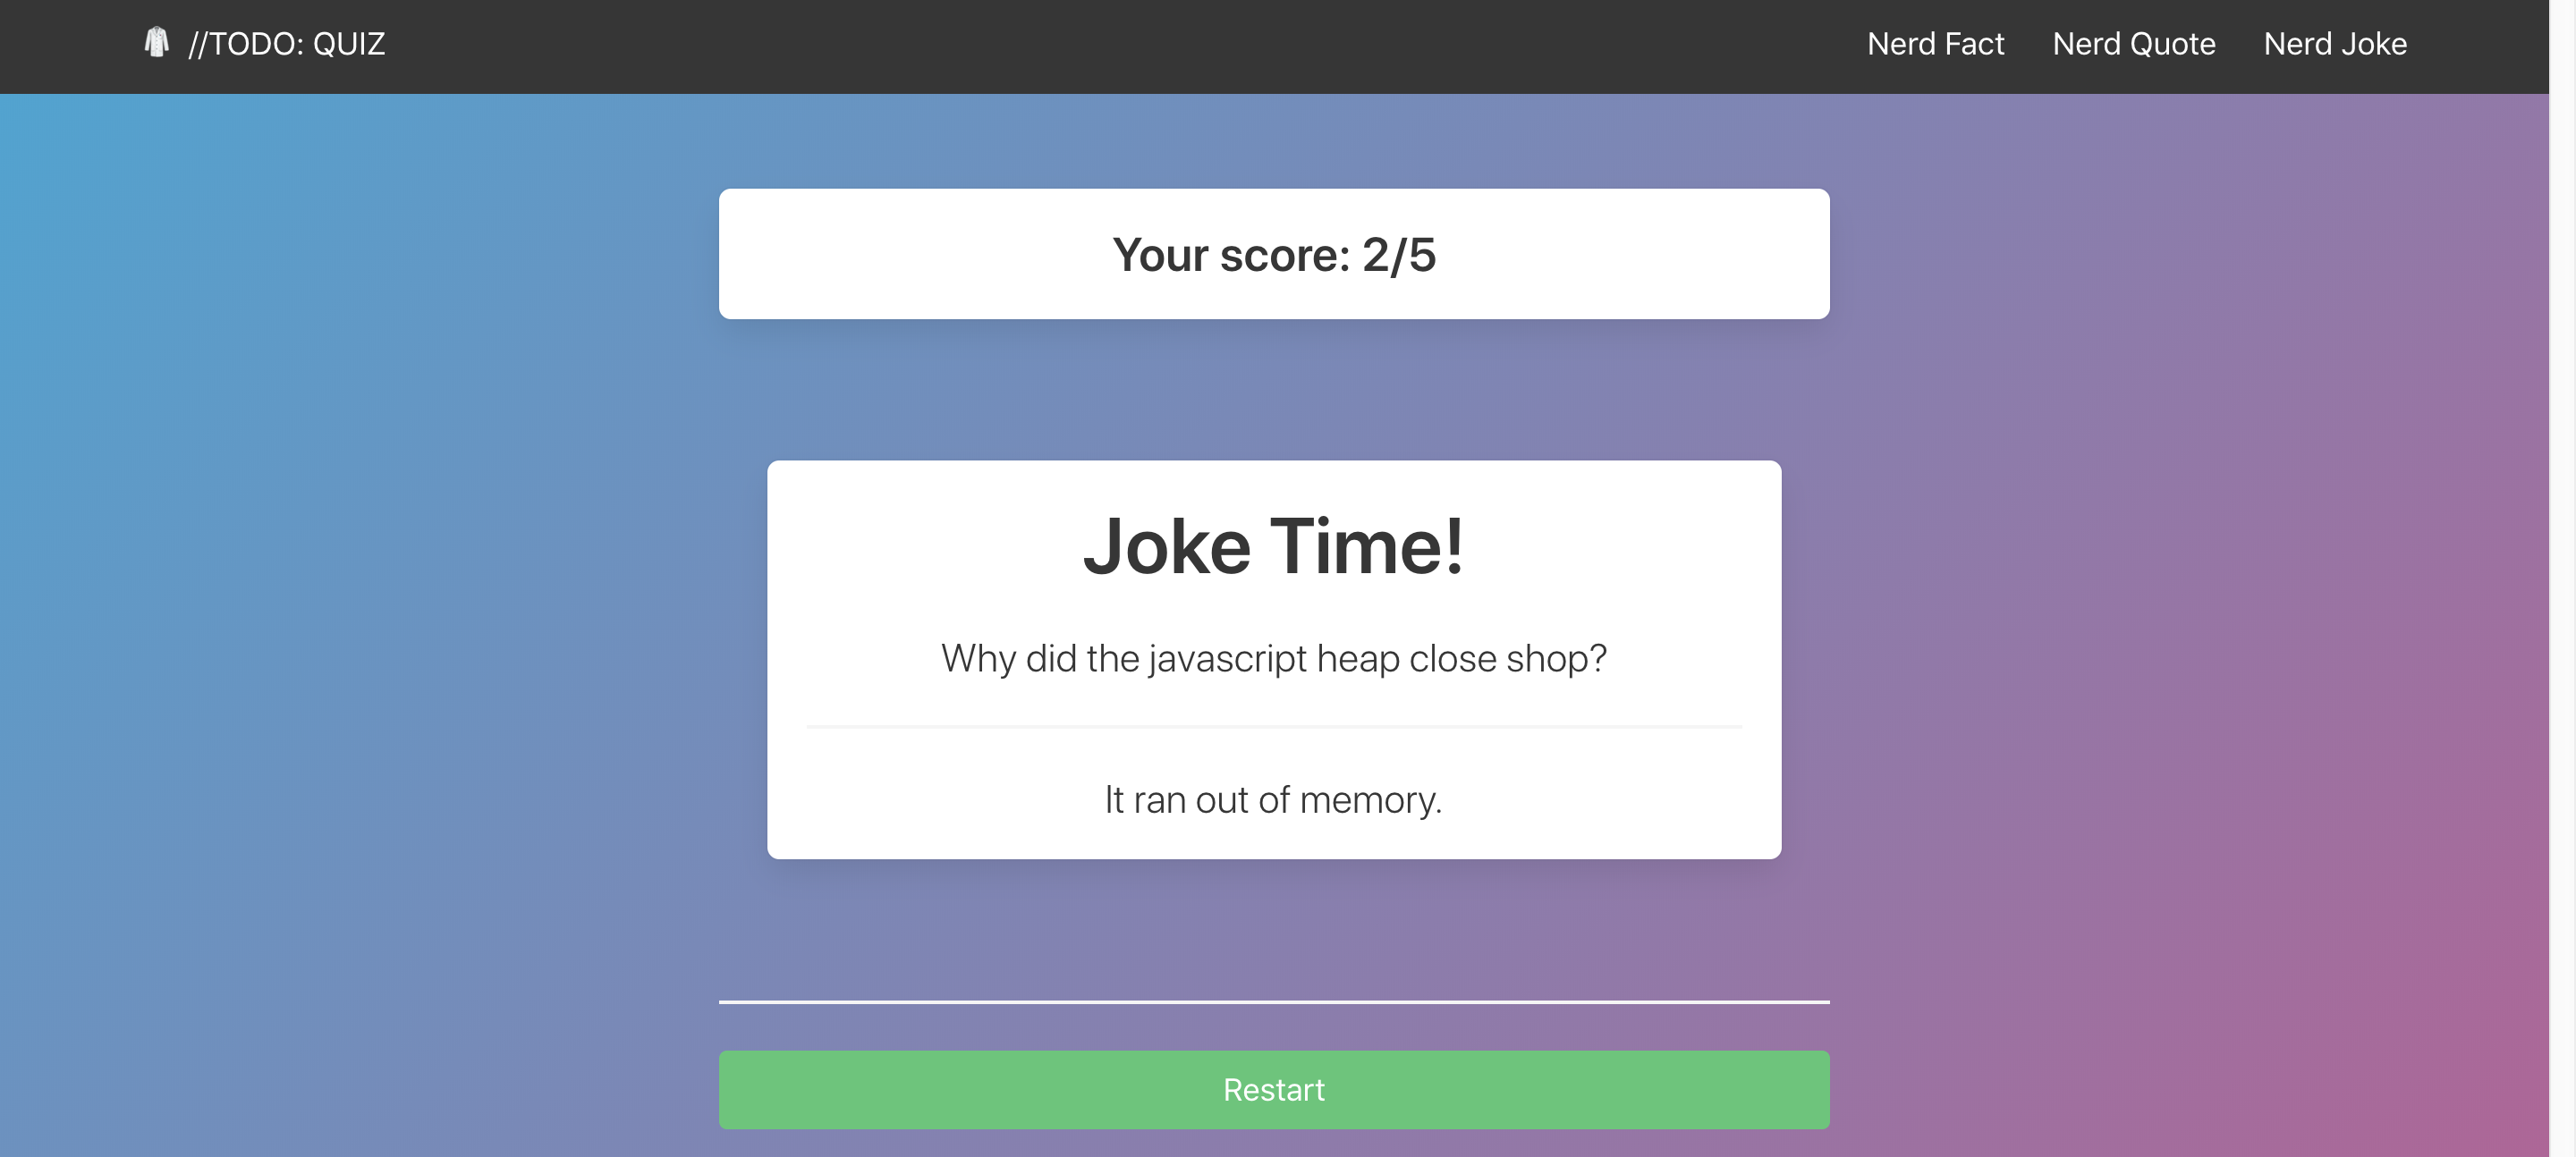 //TODO: QUIZ
Nerd Fact
Nerd Quote
Nerd Joke
Your score: 2/5
Joke Time!
Why did the javascript heap close shop?
It ran out of memory.
Restart